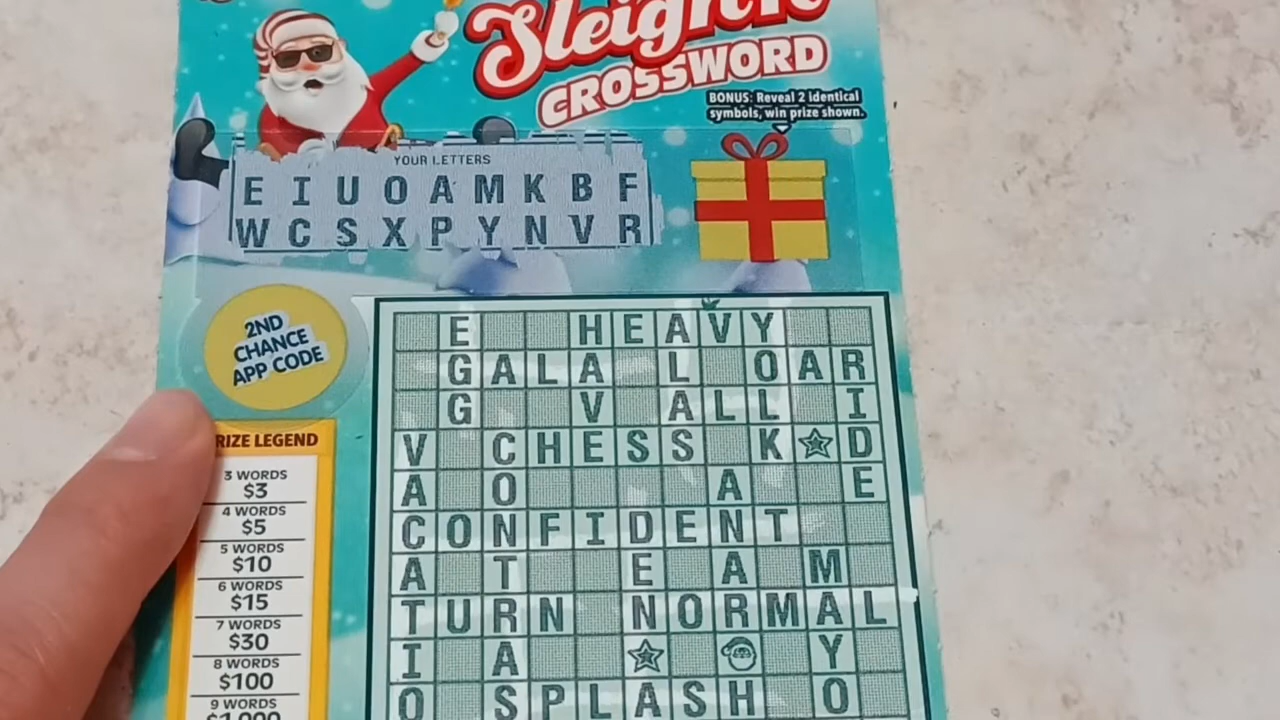 CROSSWORD
BONUS: Reveal 2 identical
symbols, win prize shown.
YOUR LETTERS
E I U O A M K B F
W C S X P Y N V R
2ND
CHANCE
APP CODE
RIZE LEGEND
3 WORDS
$3
4 WORDS
$5
5 WORDS
$10
6 WORDS
$15
7 WORDS
$30
8 WORDS
$100
9 WORDS
E H E A V Y
G A L A L O A R
G V A L L I
V C H E S S K D
A O A E
C O N F I D E N T
A T E A M
T U R N N O R M A L
I A Y
O S P L A S H O